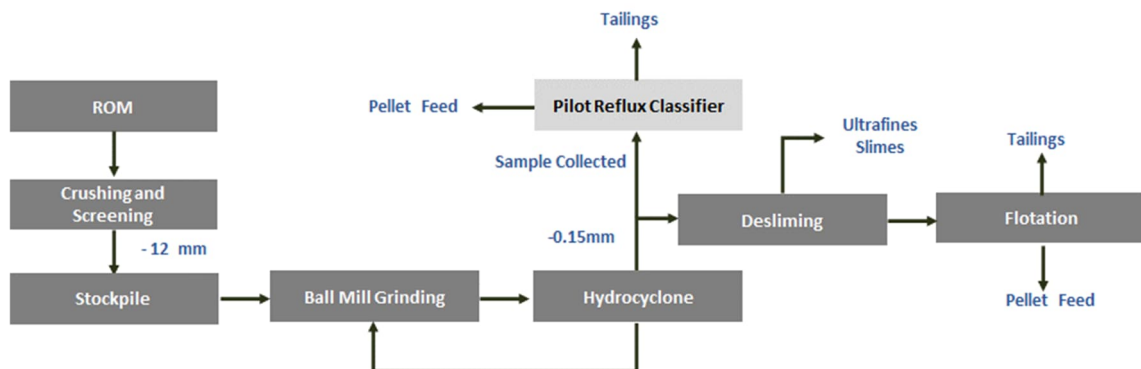 Tailings
ROM
Pellet Feed
Pilot Reflux Classifier
Ultrafines
Slimes
Tailings
Sample Collected
Crushing and
Screening
Desliming
Flotation
- 12 mm
-0.15mm
Stockpile
Ball Mill Grinding
Hydrocyclone
Pellet Feed